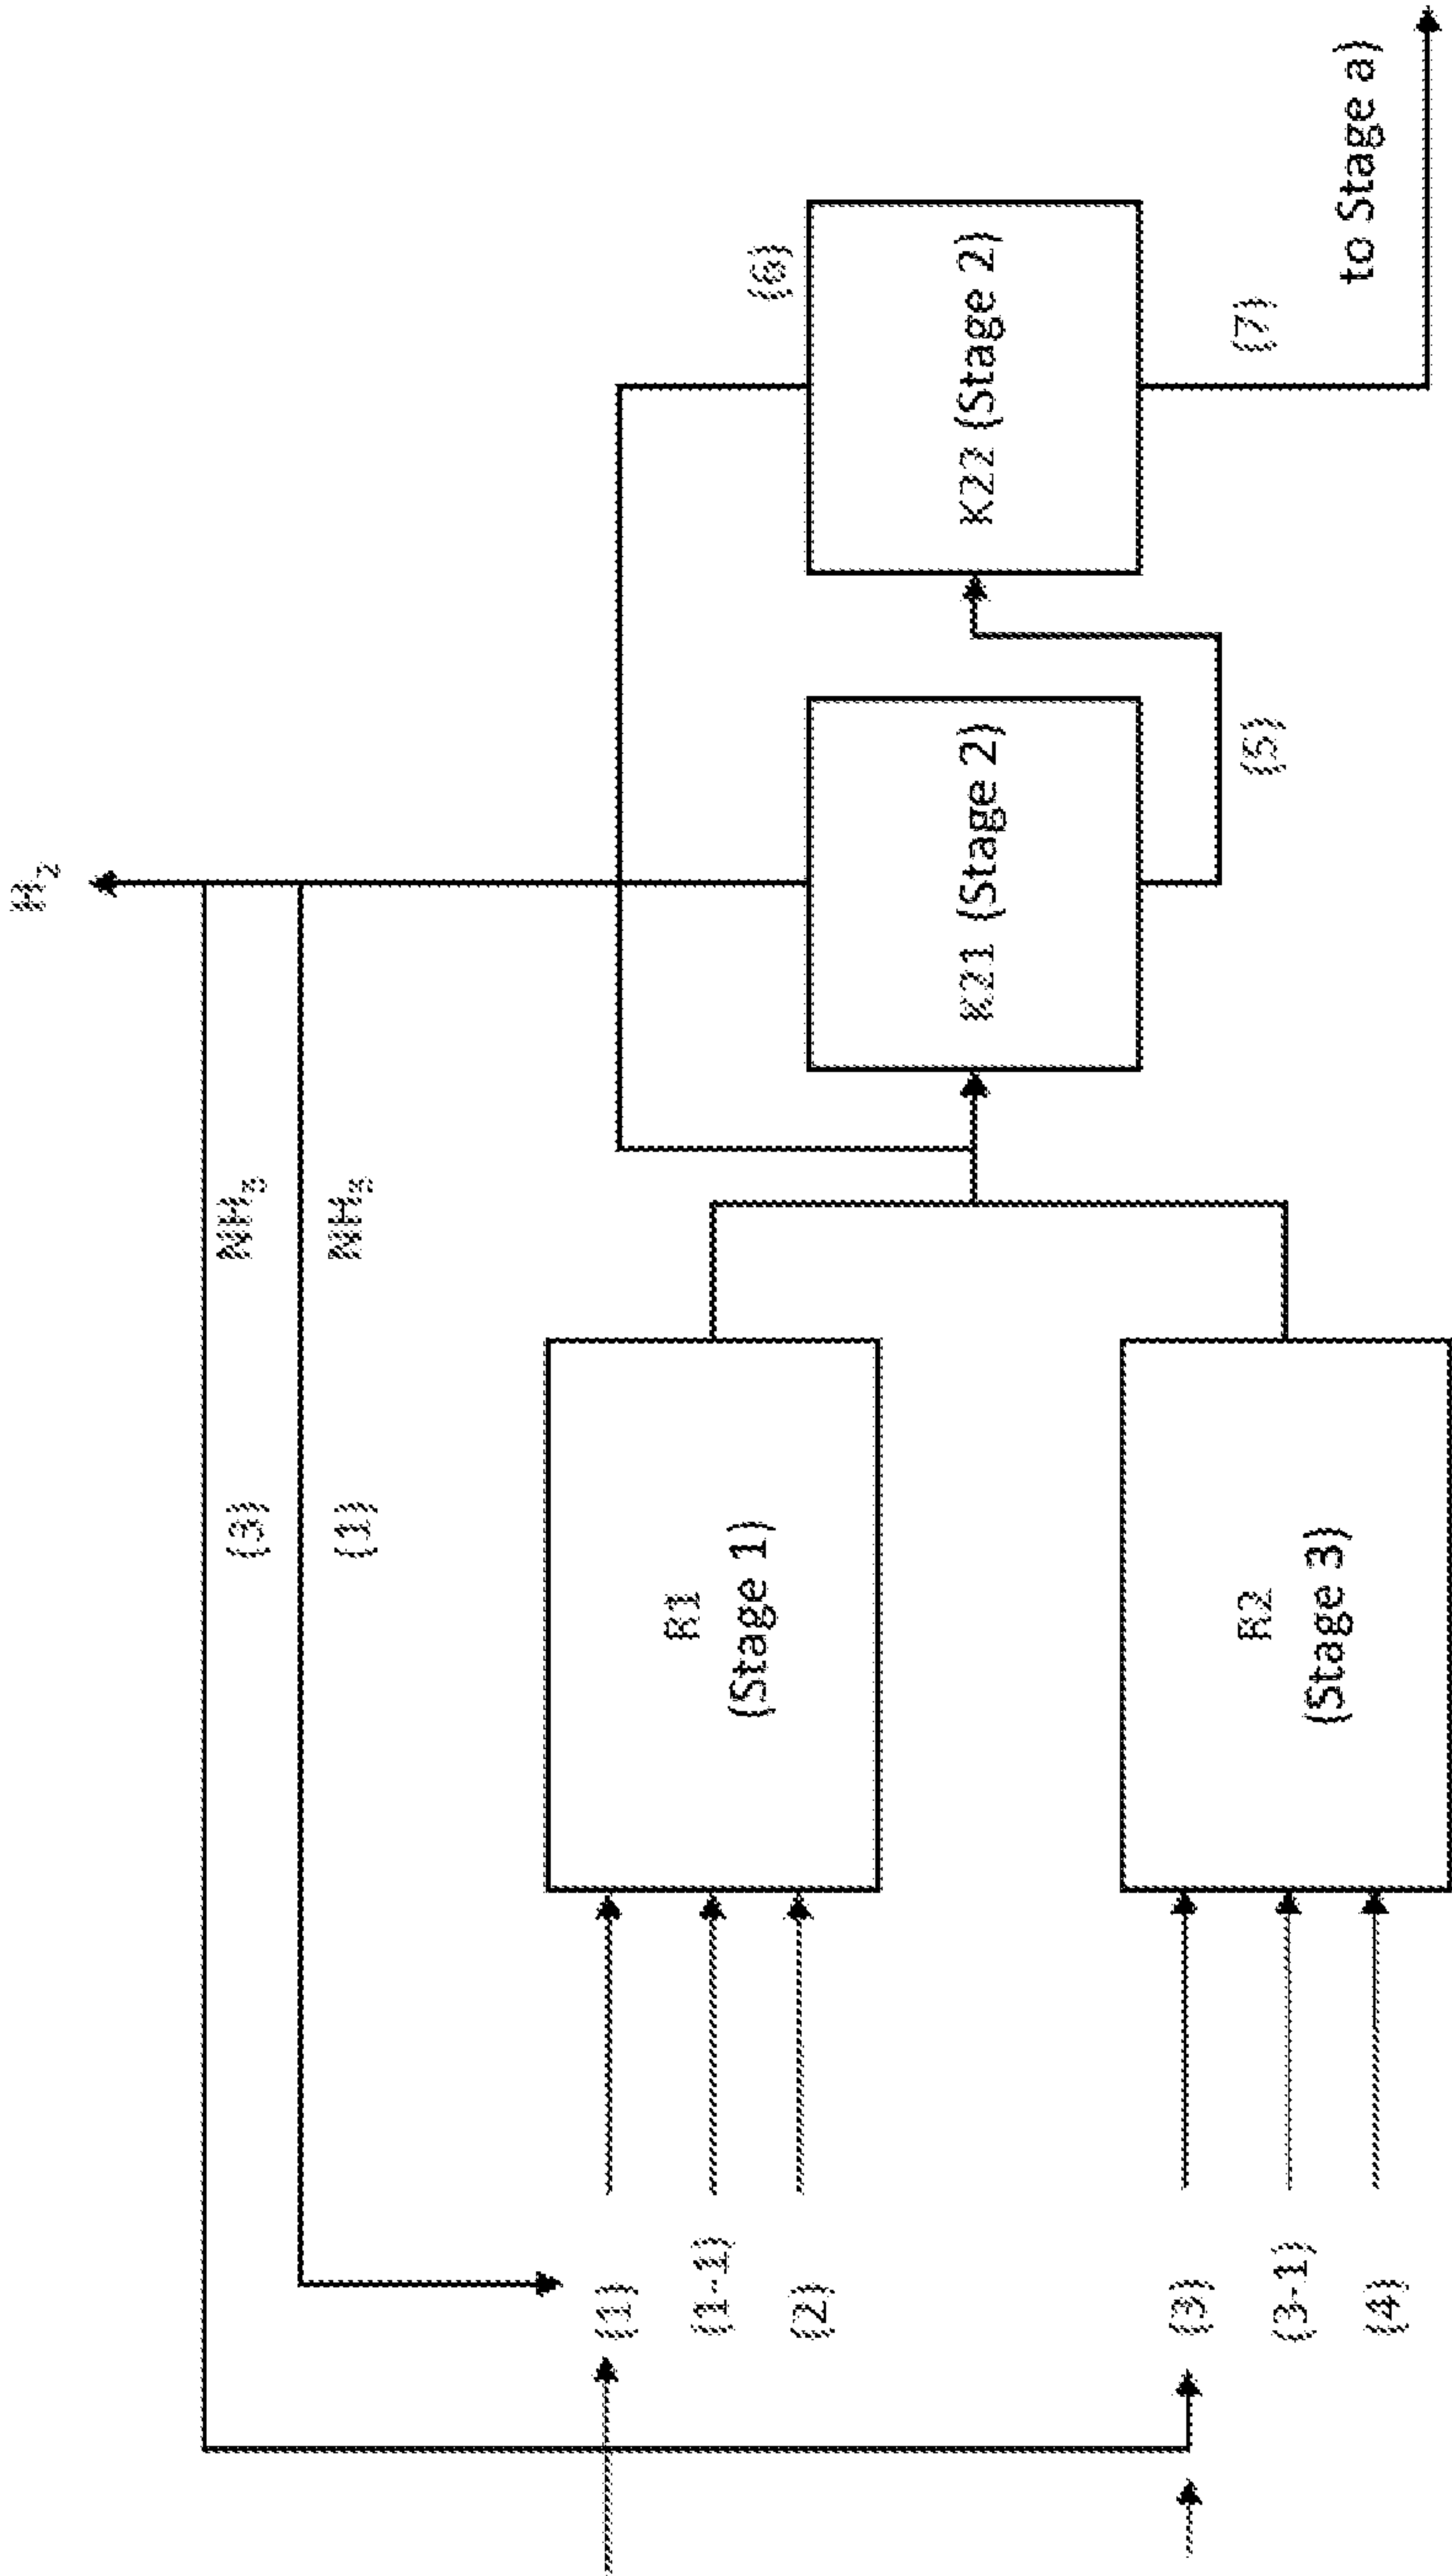 H2
(3)
NH3
(1)
NH3
(1)
(1-1)
(2)
R1
(Stage 1)
K21 (Stage 2)
K22 (Stage 2)
(6)
(5)
(7)
to Stage a)
(3)
(3-1)
(4)
R2
(Stage 3)